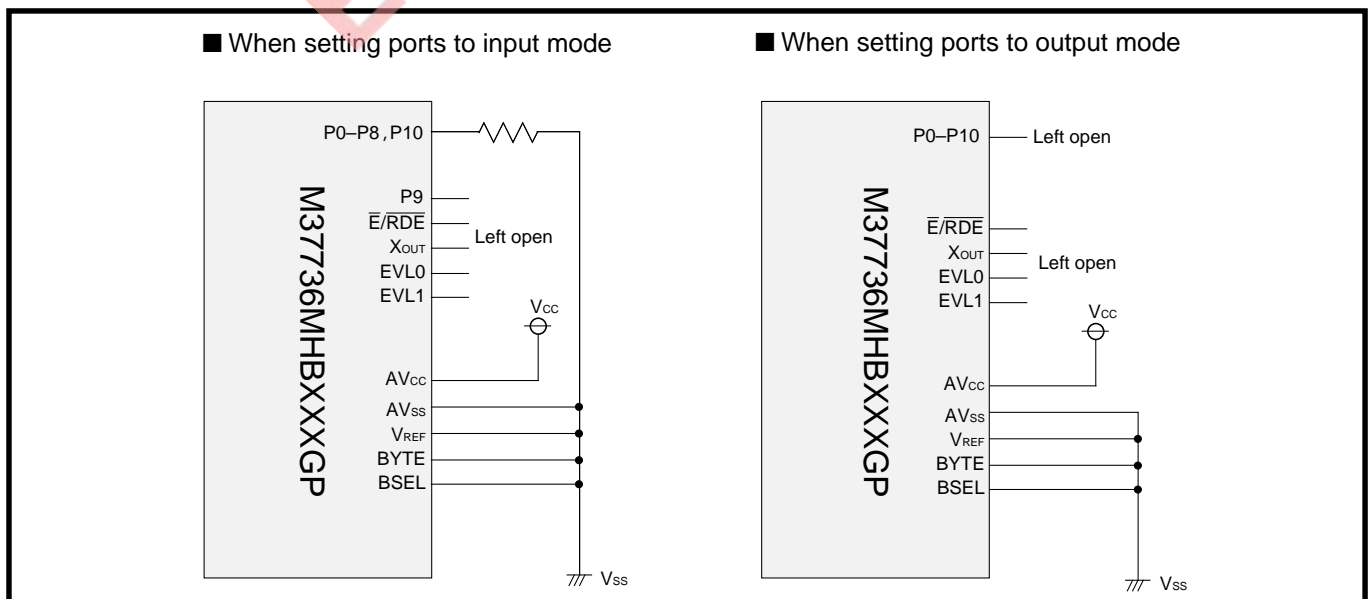 ■ When setting ports to input mode
P0–P8, P10
P9
E̅/R̅D̅E̅
XOUT
EVL0
EVL1
Left open
VCC
AVCC
AVSS
VREF
BYTE
BSEL
M37736MHBXXXGP
VSS
■ When setting ports to output mode
P0–P10
Left open
E̅/R̅D̅E̅
XOUT
EVL0
EVL1
Left open
VCC
AVCC
AVSS
VREF
BYTE
BSEL
M37736MHBXXXGP
VSS